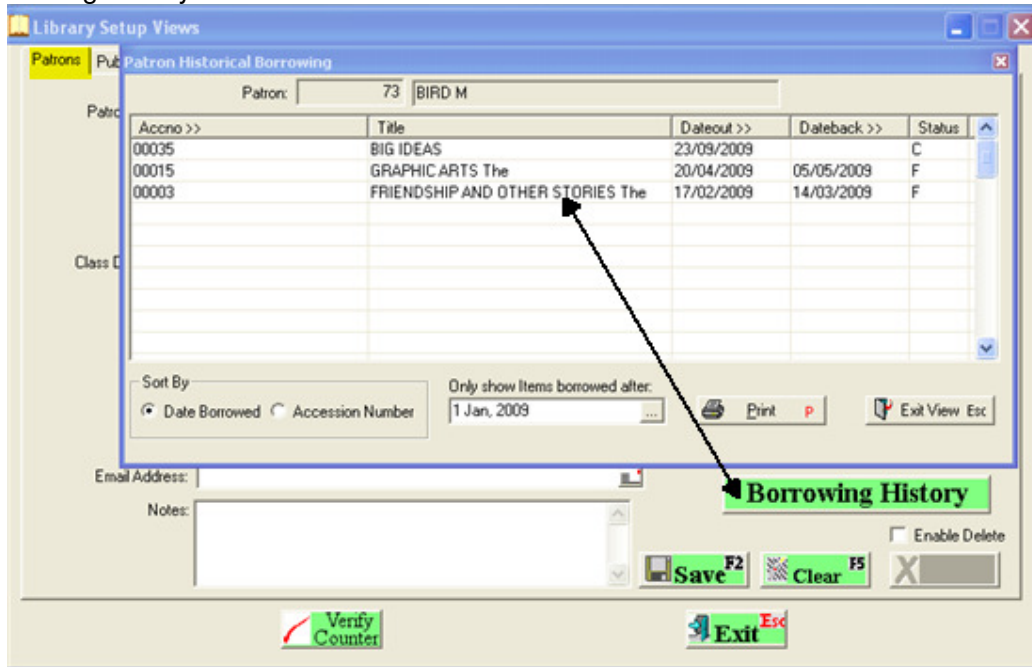 Library Setup Views
Patrons Pub
Patron Historical Borrowing
Patron: 73 BIRD M
Accno >> Title Dateout >> Dateback >> Status
00035 BIG IDEAS 23/09/2009 C
00015 GRAPHIC ARTS The 20/04/2009 05/05/2009 F
00003 FRIENDSHIP AND OTHER STORIES The 17/02/2009 14/03/2009 F
Class D
Sort By
Date Borrowed Accession Number
Only show Items borrowed after:
1 Jan, 2009 ...
Print P
Exit View Esc
Email Address:
Borrowing History
Notes:
Enable Delete
Save F2 Clear F5 X
Verify Counter
Exit Esc